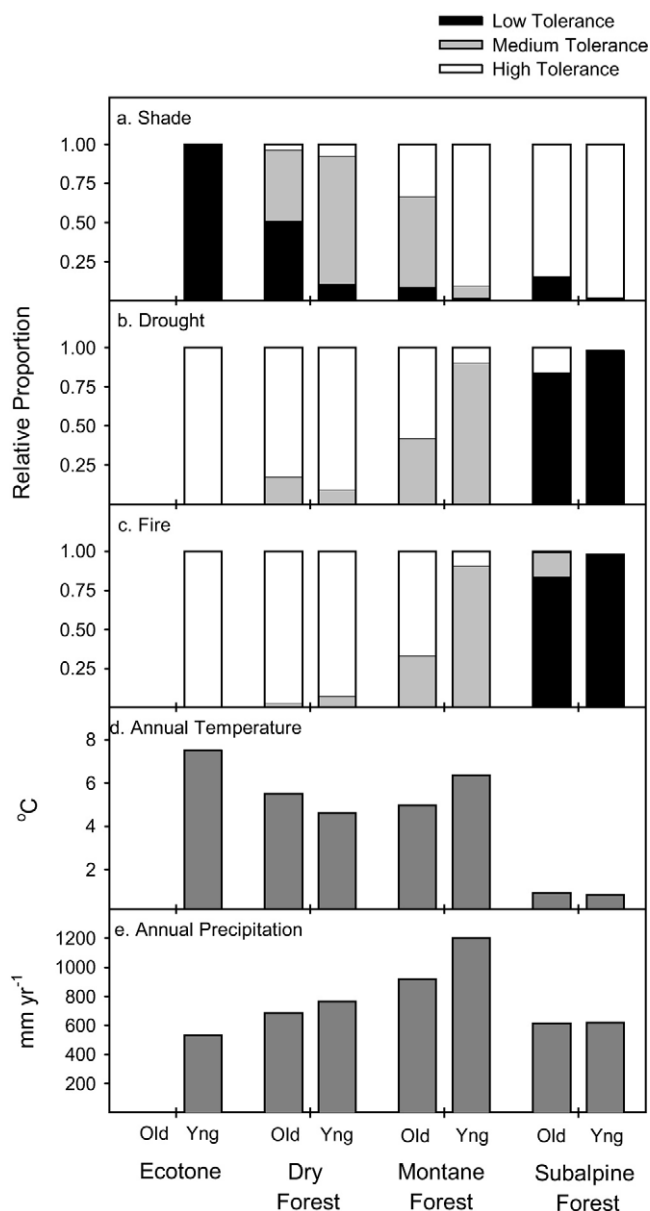 Low Tolerance
Medium Tolerance
High Tolerance
a. Shade
1.00
0.75
0.50
0.25
b. Drought
1.00
0.75
0.50
0.25
Relative Proportion
c. Fire
1.00
0.75
0.50
0.25
d. Annual Temperature
8
6
4
2
°C
e. Annual Precipitation
1200
1000
800
600
400
200
mm yr-1
Old Yng Old Yng Old Yng Old Yng
Ecotone Dry Montane Subalpine
Forest Forest Forest